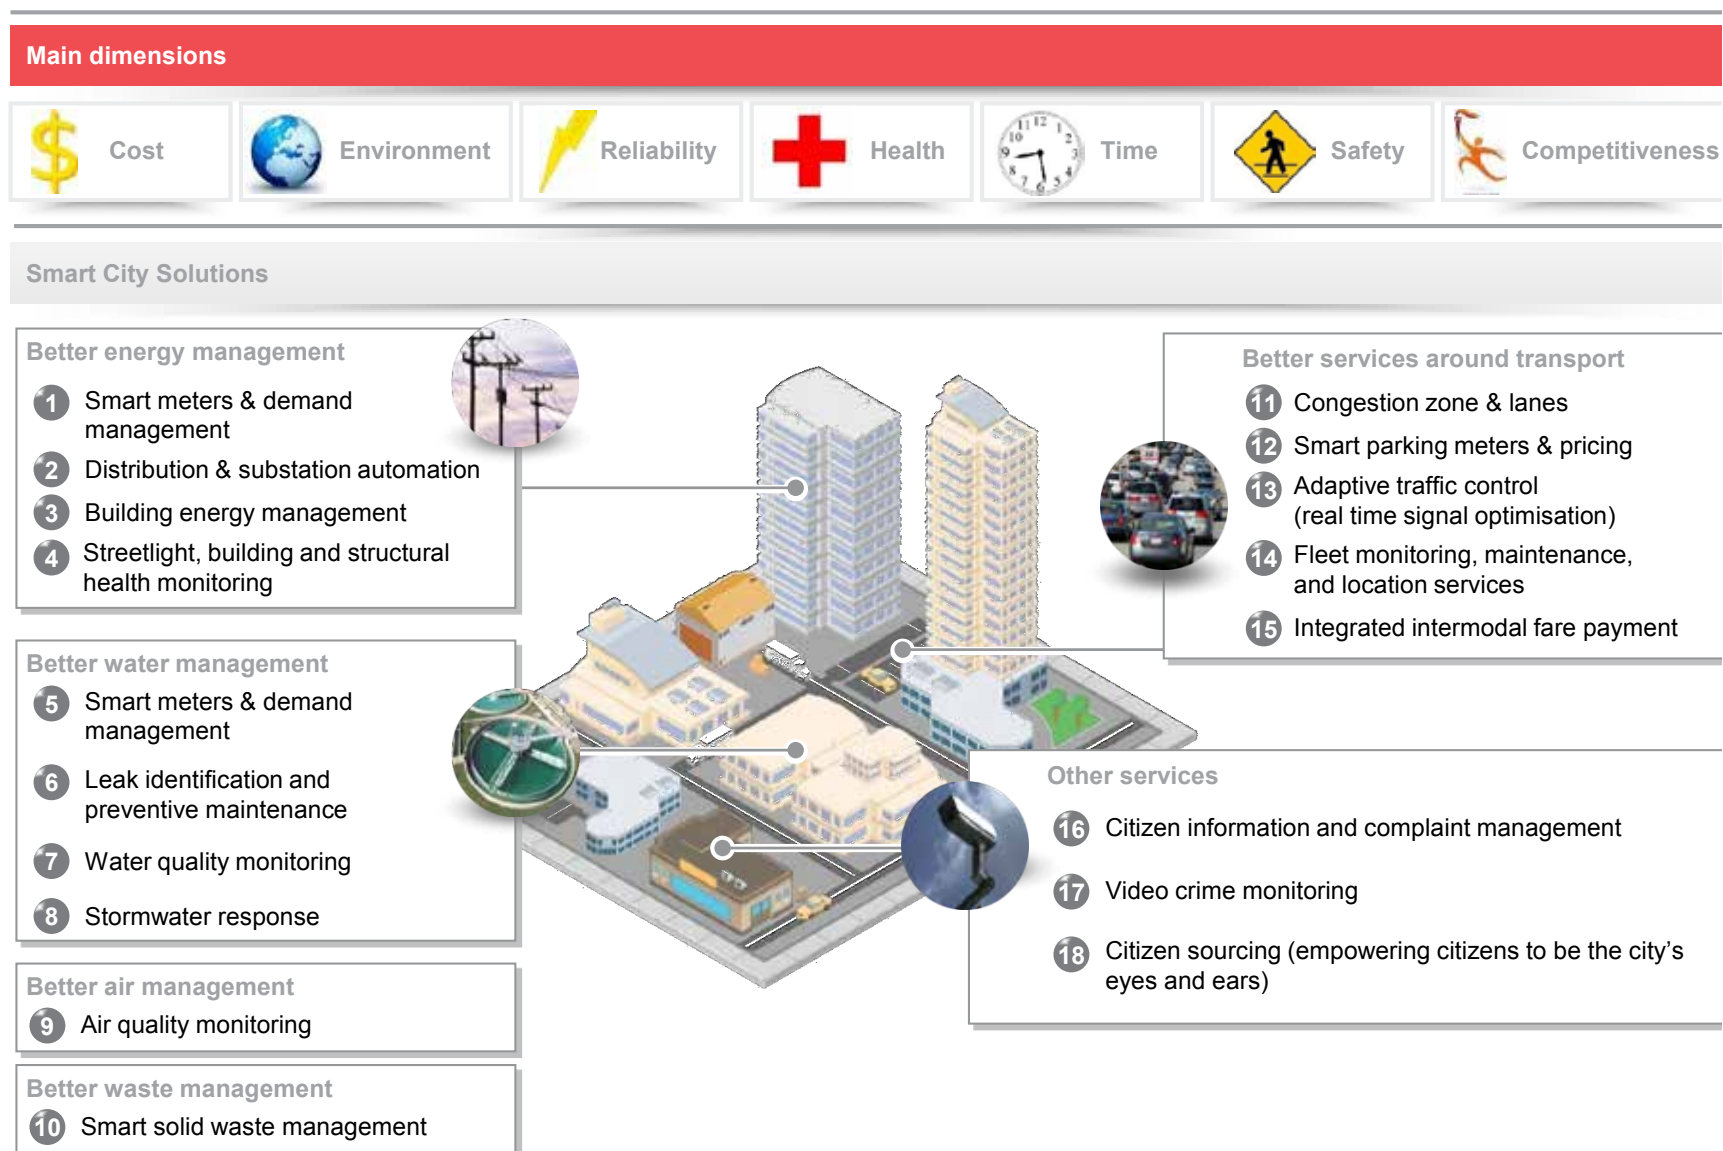 Main dimensions
Cost
Environment
Reliability
Health
Time
Safety
Competitiveness
Smart City Solutions
Better energy management
1 Smart meters & demand
management
2 Distribution & substation automation
3 Building energy management
4 Streetlight, building and structural
health monitoring
Better water management
5 Smart meters & demand
management
6 Leak identification and
preventive maintenance
7 Water quality monitoring
8 Stormwater response
Better air management
9 Air quality monitoring
Better waste management
10 Smart solid waste management
Better services around transport
11 Congestion zone & lanes
12 Smart parking meters & pricing
13 Adaptive traffic control
(real time signal optimisation)
14 Fleet monitoring, maintenance,
and location services
15 Integrated intermodal fare payment
Other services
16 Citizen information and complaint management
17 Video crime monitoring
18 Citizen sourcing (empowering citizens to be the city’s
eyes and ears)